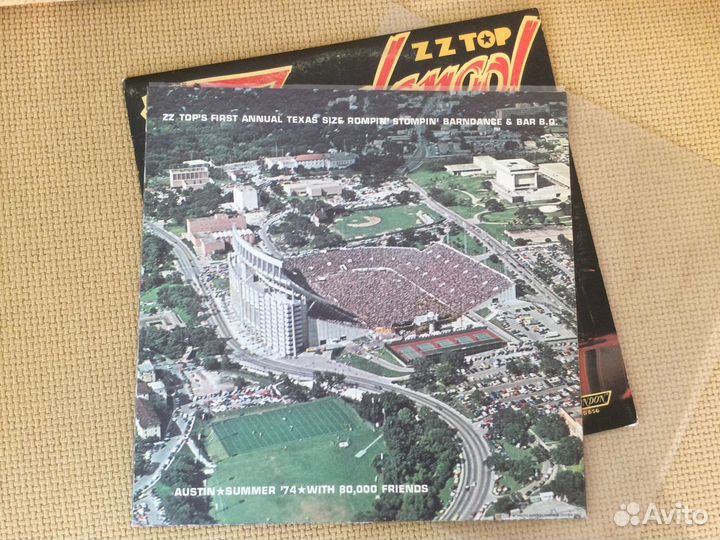 ZZ TOP
ZZ TOP'S FIRST ANNUAL TEXAS SIZE ROMPIN' STOMPIN' BARNDANCE & BAR B.Q.
NDON
AUSTIN★SUMMER '74★WITH 80,000 FRIENDS
Avito